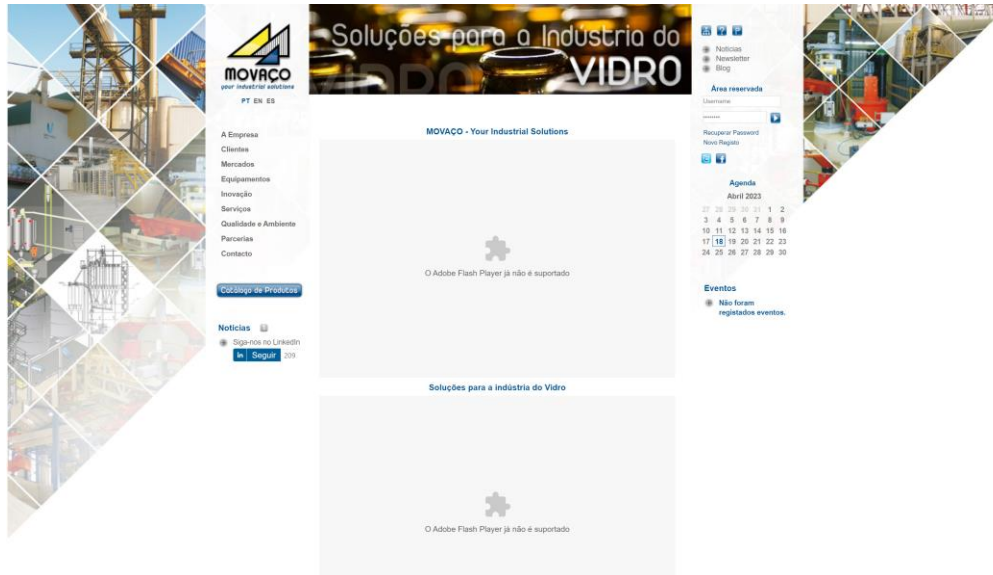 MOVAÇO
your industrial solutions
PT EN ES
A Empresa
Clientes
Mercados
Equipamentos
Inovação
Serviços
Qualidade e Ambiente
Parcerias
Contacto
Catálogo de Produtos
Noticias
Siga-nos no LinkedIn
in Seguir 209
Soluções para a Indústria do
VIDRO
MOVAÇO - Your Industrial Solutions
O Adobe Flash Player já não é suportado
Soluções para a indústria do Vidro
O Adobe Flash Player já não é suportado
Noticias
Newsletter
Blog
Área reservada
Username
Recuperar Password
Novo Registo
Agenda
Abril 2023
27 28 29 30 31 1 2
3 4 5 6 7 8 9
10 11 12 13 14 15 16
17 18 19 20 21 22 23
24 25 26 27 28 29 30
Eventos
Não foram
registados eventos.